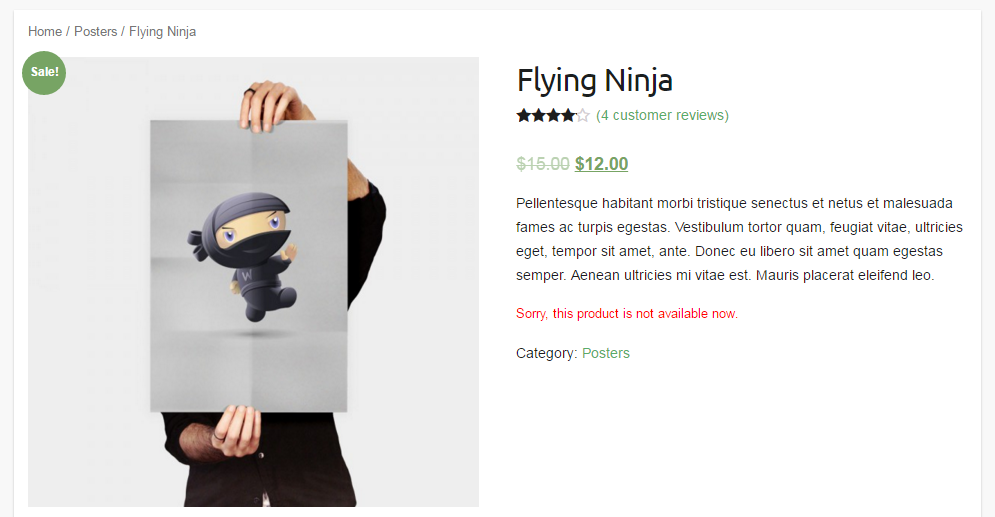 Home / Posters / Flying Ninja
Sale!
Flying Ninja
(4 customer reviews)
$15.00 $12.00
Pellentesque habitant morbi tristique senectus et netus et malesuada
fames ac turpis egestas. Vestibulum tortor quam, feugiat vitae, ultricies
eget, tempor sit amet, ante. Donec eu libero sit amet quam egestas
semper. Aenean ultricies mi vitae est. Mauris placerat eleifend leo.
Sorry, this product is not available now.
Category: Posters
W